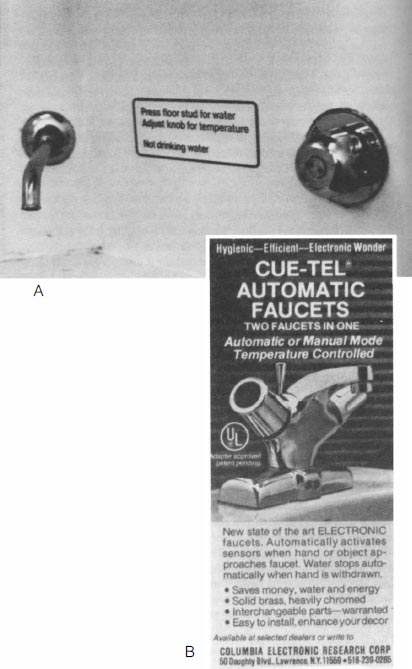 Press floor stud for water
Adjust knob for temperature
Not drinking water
A
Hygienic—Efficient—Electronic Wonder
CUE-TEL®
AUTOMATIC
FAUCETS
TWO FAUCETS IN ONE
Automatic or Manual Mode
Temperature Controlled
UL
Adapter approved
patent pending
New state of the art ELECTRONIC
faucets. Automatically activates
sensors when hand or object ap-
proaches faucet. Water stops auto-
matically when hand is withdrawn.
• Saves money, water and energy
• Solid brass, heavily chromed
• Interchangeable parts—warranted
• Easy to install, enhance your decor
Available at selected dealers or write to
B
COLUMBIA ELECTRONIC RESEARCH CORP
50 Doughty Blvd., Lawrence, N.Y. 11559 • 516-239-0265